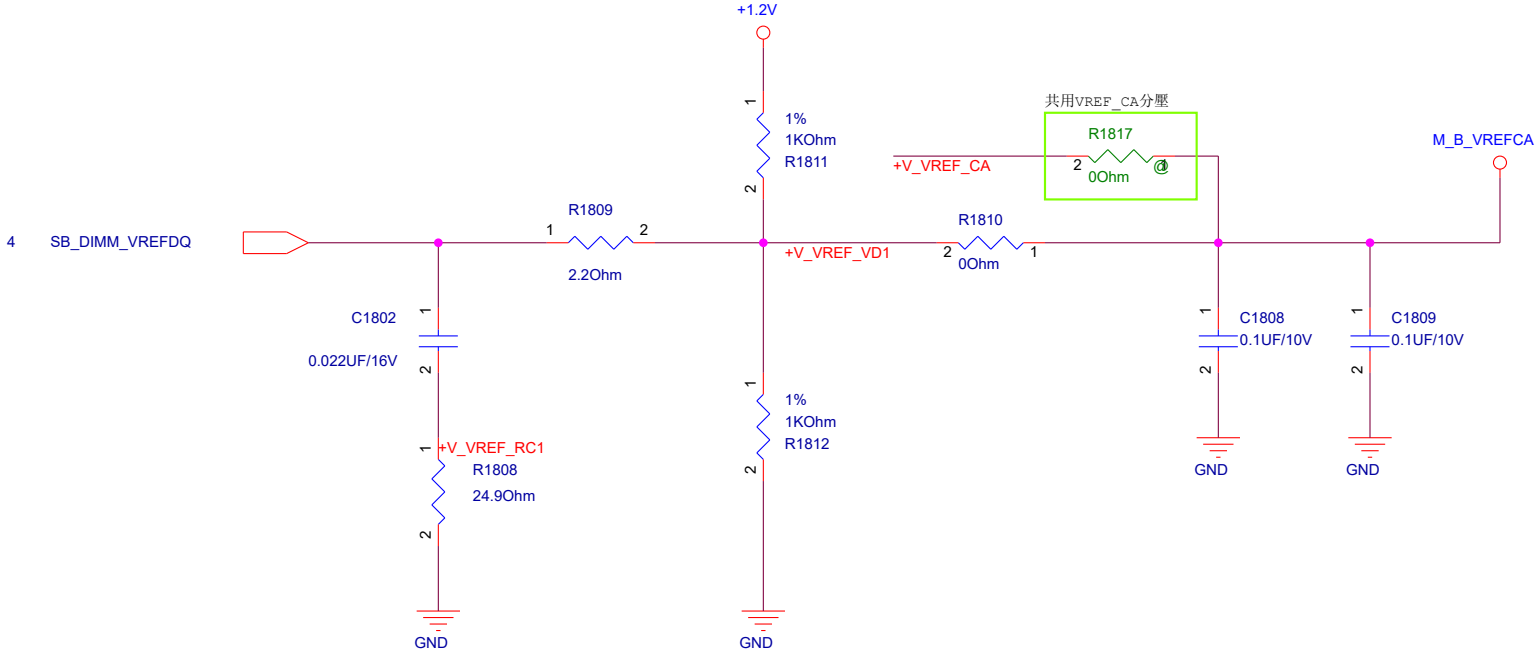 +1.2V
共用VREF_CA分壓
1
1%
1KOhm
R1811
2
R1817
+V_VREF_CA
2
@
1
0Ohm
M_B_VREFCA
4
SB_DIMM_VREFDQ
R1809
1
2
2.2Ohm
+V_VREF_VD1
R1810
2
1
0Ohm
1
C1802
0.022UF/16V
2
1
C1808
0.1UF/10V
2
1
C1809
0.1UF/10V
2
1
1%
1KOhm
R1812
2
1
+V_VREF_RC1
R1808
24.9Ohm
2
GND
GND
GND
GND